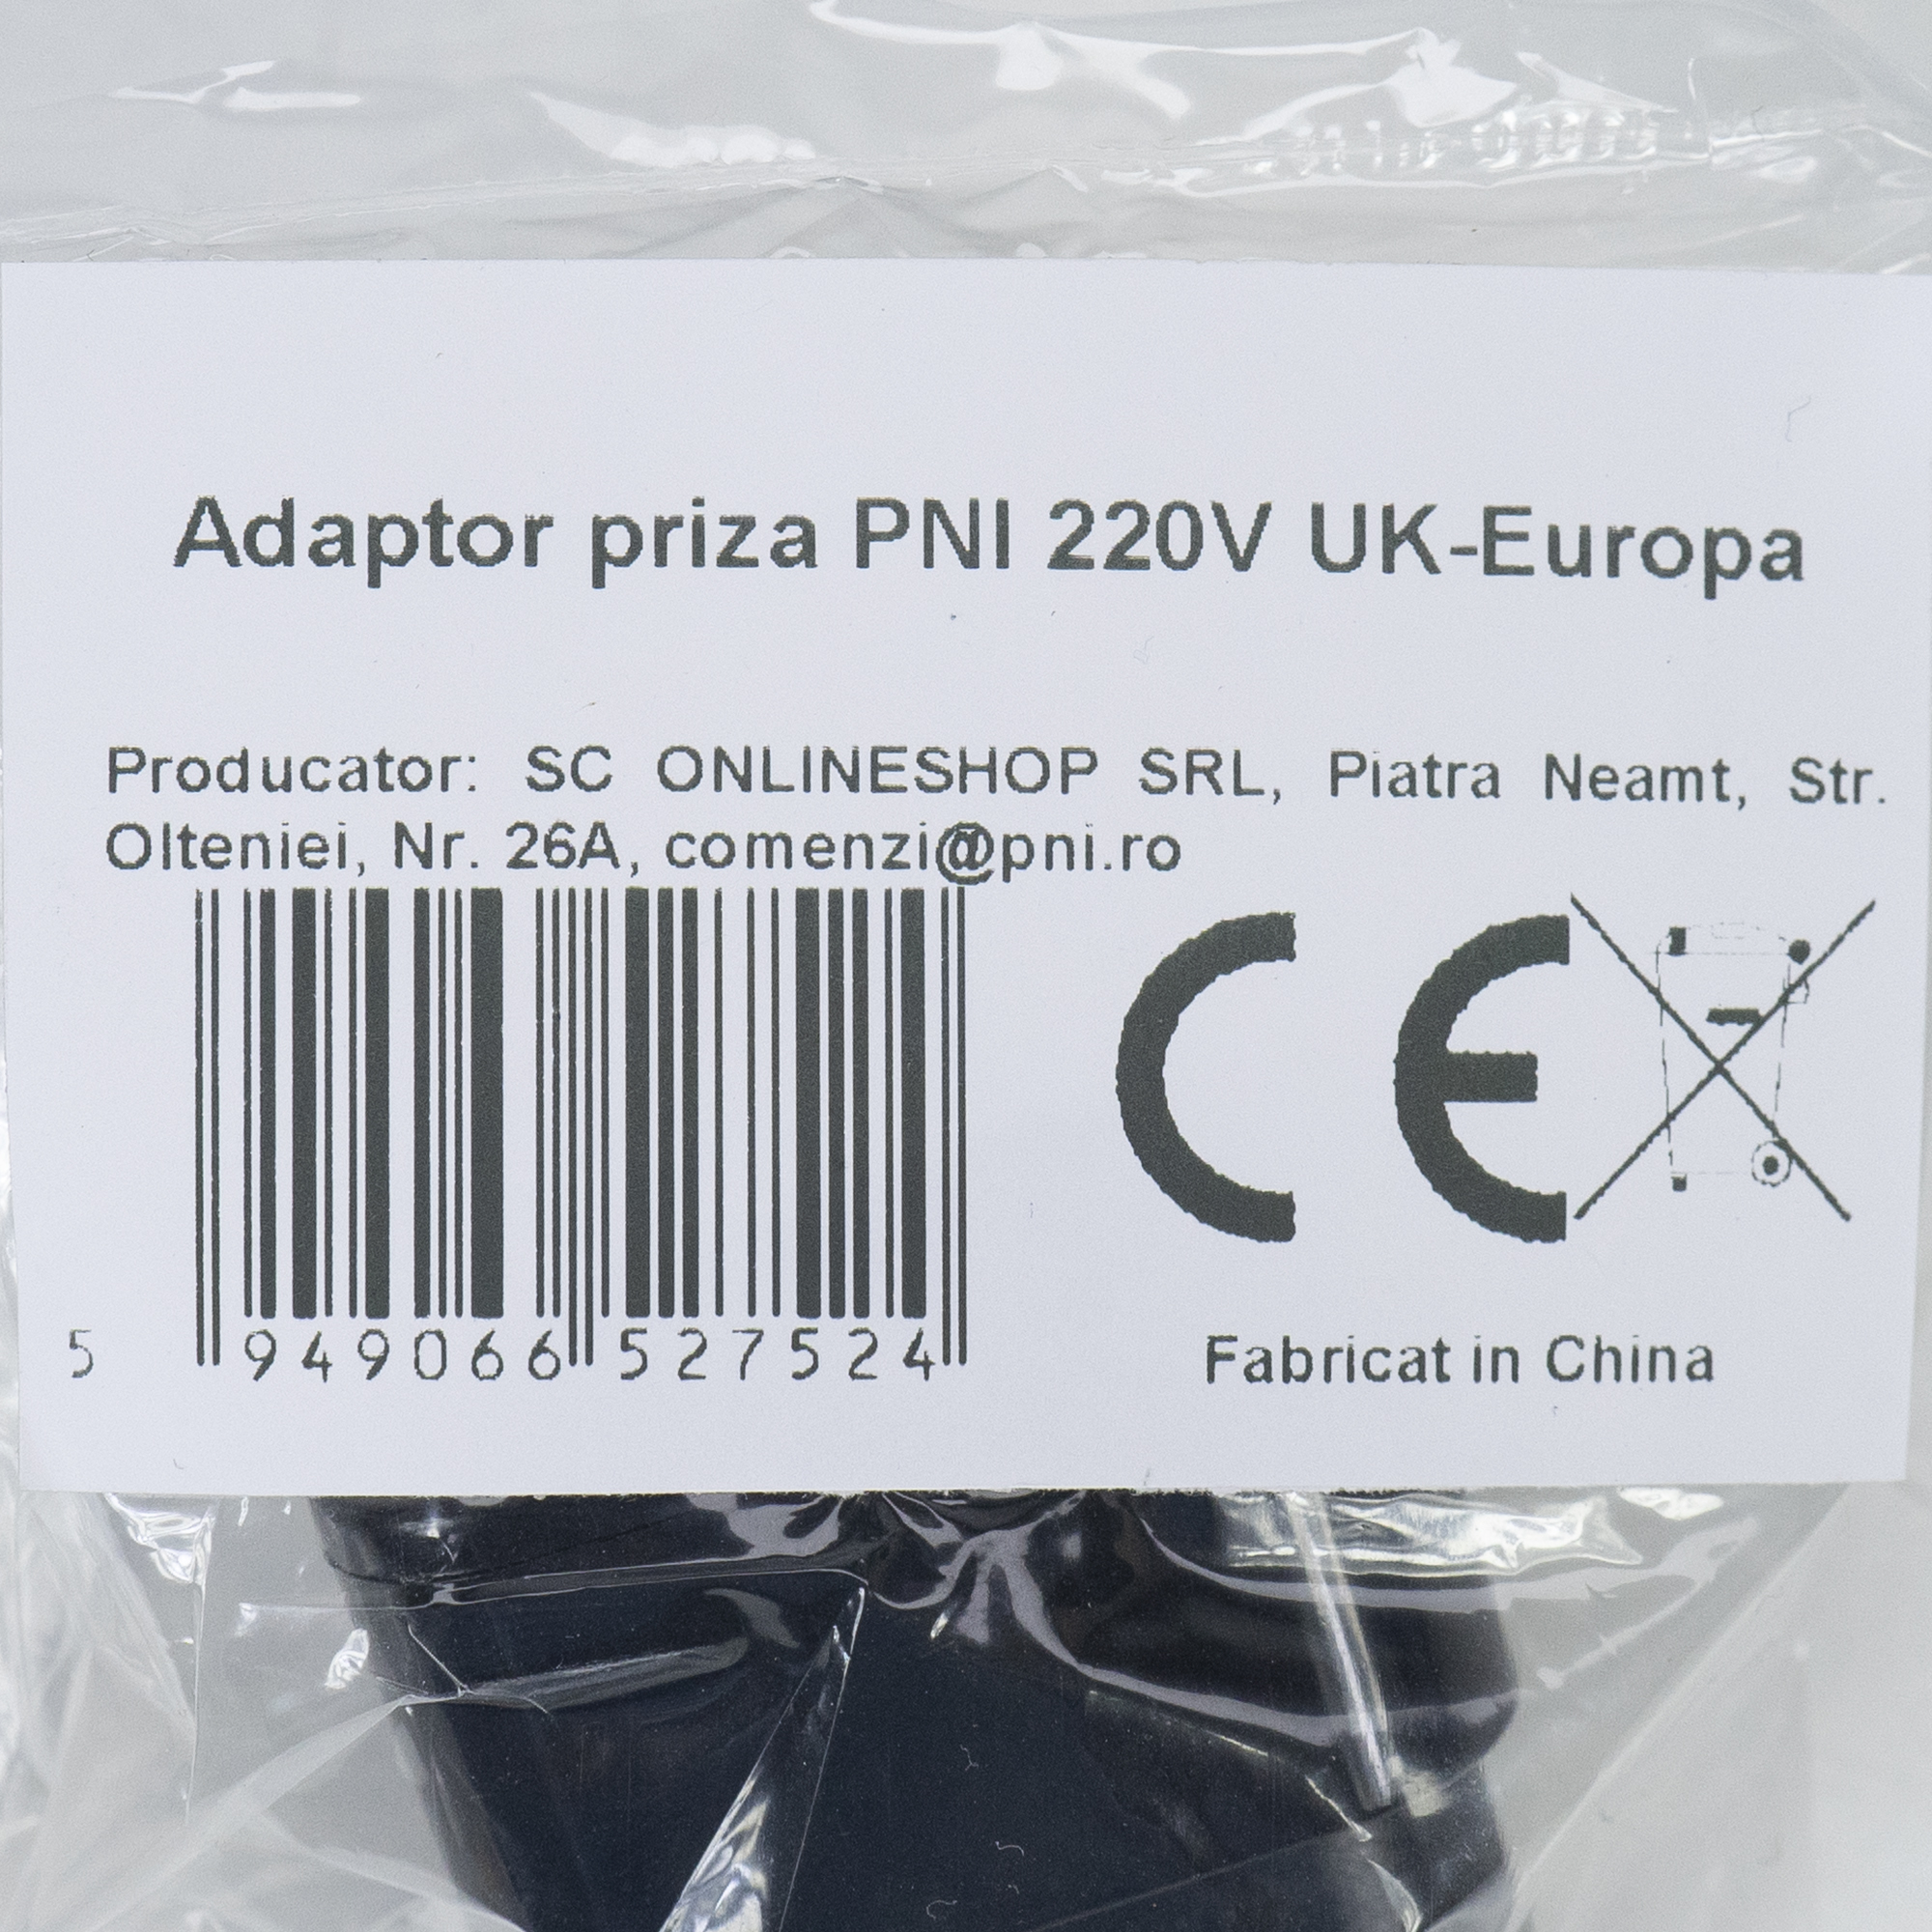 Adaptor priza PNI 220V UK-Europa
Producator: SC ONLINESHOP SRL, Piatra Neamt, Str.
Olteniei, Nr. 26A, comenzi@pni.ro
CE
5 949066 527524
Fabricat in China